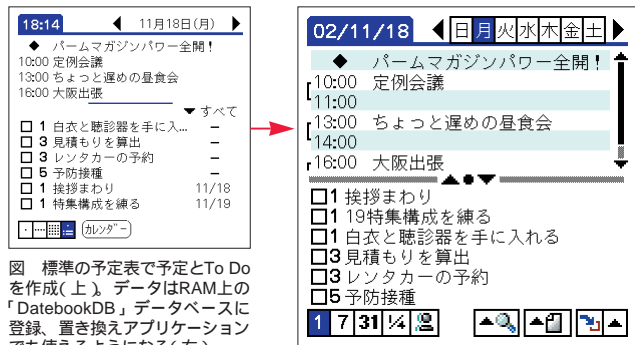 18:14 ◀ 11月18日(月) ▶
◆ パームマガジンパワー全開!
10:00 定例会議
13:00 ちょっと遅めの昼食会
16:00 大阪出張
▼ すべて
1 白衣と聴診器を手に入... –
3 見積もりを算出 –
3 レンタカーの予約 –
5 予防接種 –
1 挨拶まわり 11/18
1 特集構成を練る 11/19
カレンダー
図 標準の予定表で予定とTo Do
を作成(上)。データはRAM上の
「DatebookDB」データベースに
登録、置き換えアプリケーション
02/11/18 ◀ 日 月 火 水 木 金 土 ▶
◆ パームマガジンパワー全開!
10:00 定例会議
11:00
13:00 ちょっと遅めの昼食会
14:00
16:00 大阪出張
1 挨拶まわり
1 19特集構成を練る
1 白衣と聴診器を手に入れる
3 見積もりを算出
3 レンタカーの予約
5 予防接種
1 7 31